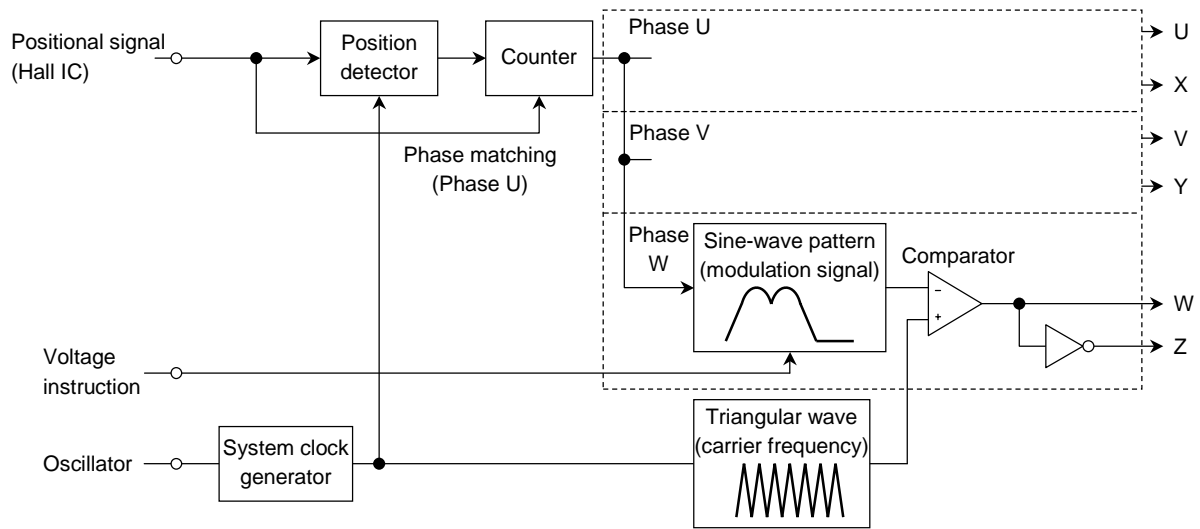 Positional signal
(Hall IC)
Position
detector
Counter
Phase matching
(Phase U)
Phase U
U
X
Phase V
V
Y
Phase
W
Sine-wave pattern
(modulation signal)
Comparator
−
+
W
Z
Voltage
instruction
Oscillator
System clock
generator
Triangular wave
(carrier frequency)